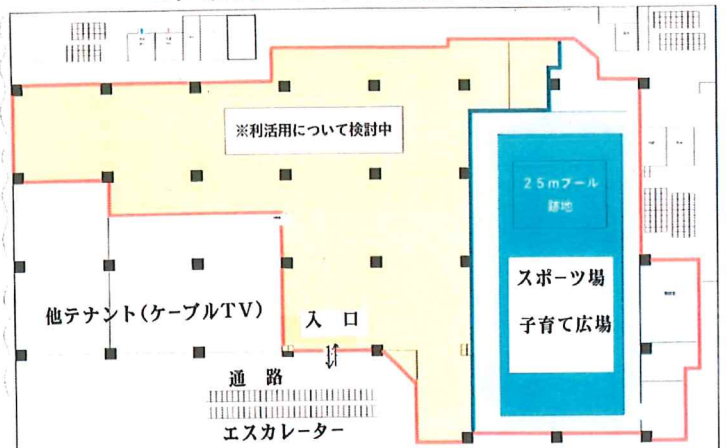 ※利活用について検討中
25mプール
跡地
スポーツ場
子育て広場
他テナント(ケーブルTV)
入 口
通 路
エスカレーター